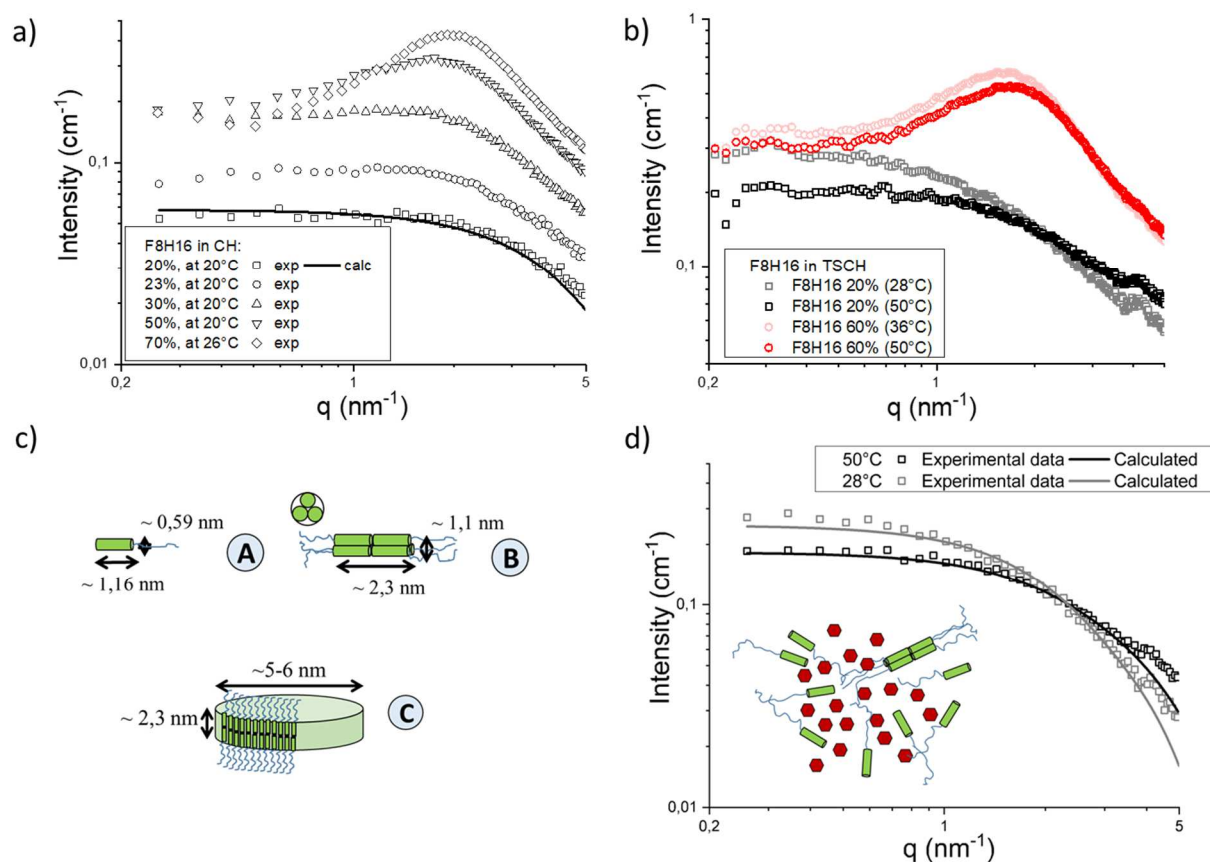 a)
Intensity (cm⁻¹)
0,1
0,01
F8H16 in CH:
20%, at 20°C □ exp — calc
23%, at 20°C ○ exp
30%, at 20°C △ exp
50%, at 20°C ▽ exp
70%, at 26°C ◇ exp
0,2 1 5
q (nm⁻¹)
b)
Intensity (cm⁻¹)
1
0,1
F8H16 in TSCH
F8H16 20% (28°C)
F8H16 20% (50°C)
F8H16 60% (36°C)
F8H16 60% (50°C)
0,2 1
q (nm⁻¹)
c)
~ 0,59 nm
A
~ 1,16 nm
~ 1,1 nm
B
~ 2,3 nm
~5-6 nm
~ 2,3 nm
C
d)
50°C □ Experimental data — Calculated
28°C □ Experimental data — Calculated
Intensity (cm⁻¹)
0,1
0,01
0,2 1 5
q (nm⁻¹)